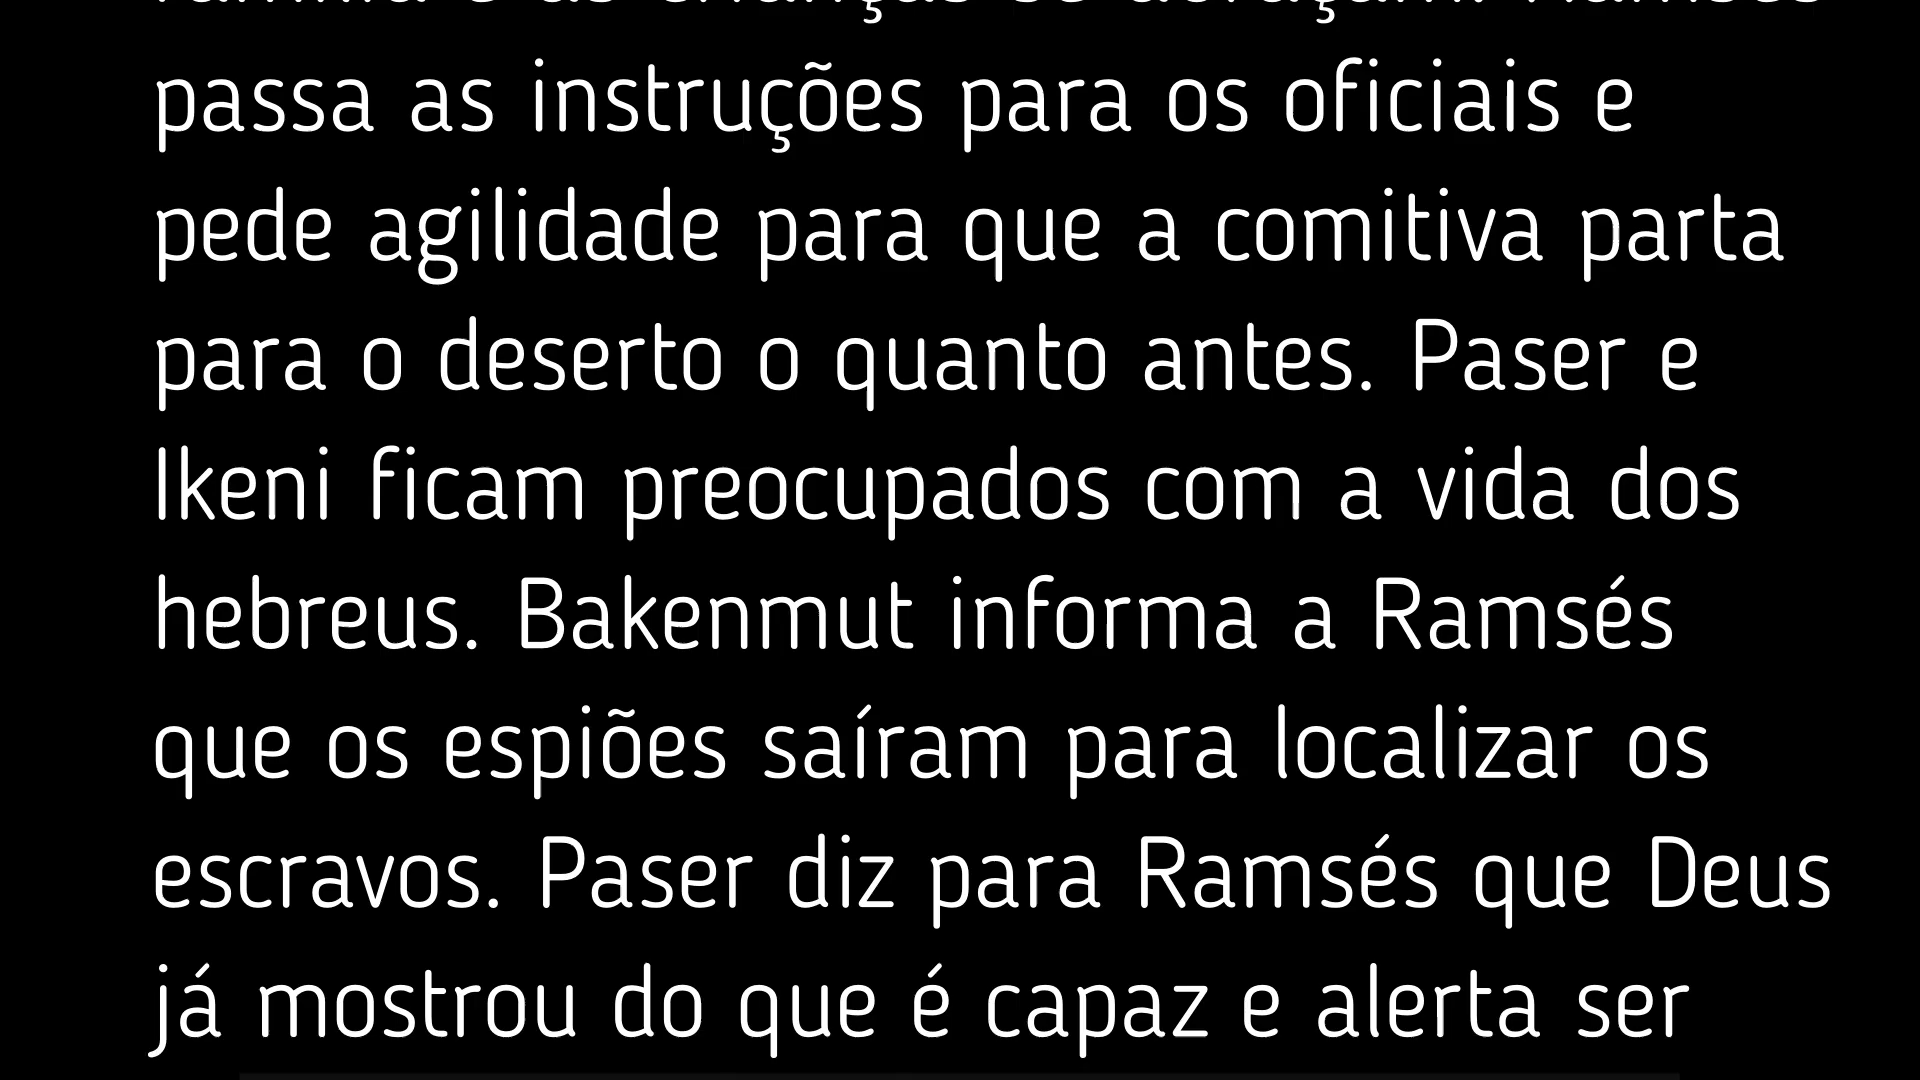 passa as instruções para os oficiais e
pede agilidade para que a comitiva parta
para o deserto o quanto antes. Paser e
Ikeni ficam preocupados com a vida dos
hebreus. Bakenmut informa a Ramsés
que os espiões saíram para localizar os
escravos. Paser diz para Ramsés que Deus
já mostrou do que é capaz e alerta ser